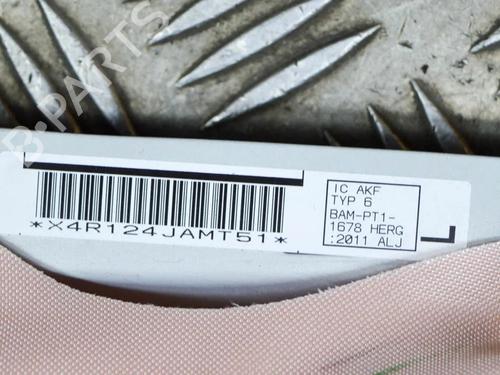 B-PARTS
IC AKF
TYP 6
BAM-PT1-
1678 HERG
:2011 ALJ
*X4R124JAMT51*
L